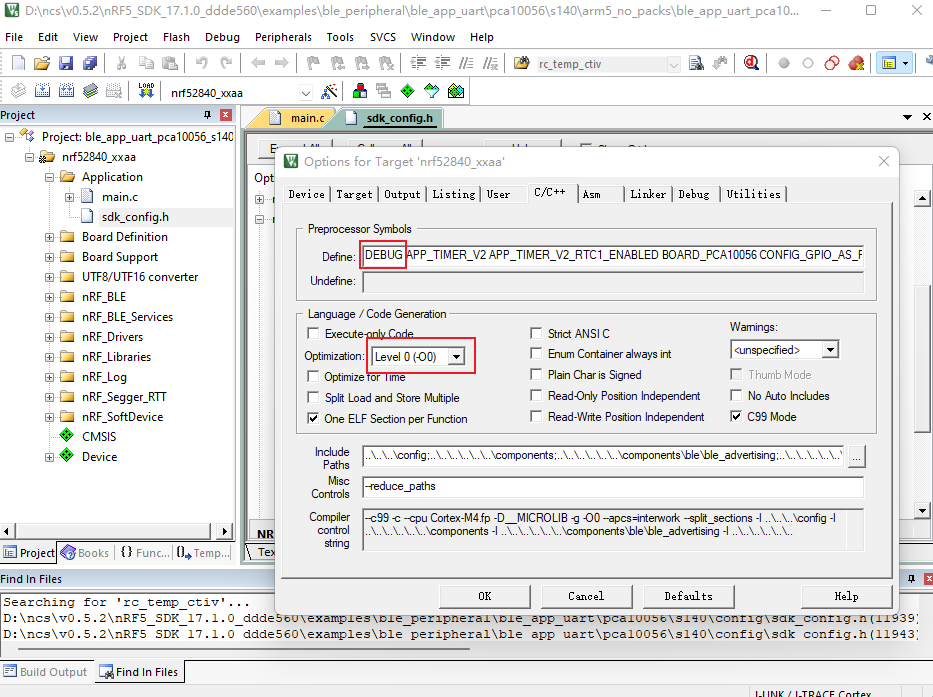 D:\ncs\v0.5.2\nRF5_SDK_17.1.0_ddde560\examples\ble_peripheral\ble_app_uart\pca10056\s140\arm5_no_packs\ble_app_uart_pca10...
File Edit View Project Flash Debug Peripherals Tools SVCS Window Help
rc_temp_ctiv
LOAD nrf52840_xxaa
Project
main.c sdk_config.h
Project: ble_app_uart_pca10056_s140
nrf52840_xxaa
Application
main.c
sdk_config.h
Board Definition
Board Support
UTF8/UTF16 converter
nRF_BLE
nRF_BLE_Services
nRF_Drivers
nRF_Libraries
nRF_Log
nRF_Segger_RTT
nRF_SoftDevice
CMSIS
Device
Project Books {} Func... Temp...
Opt
NR
Tex
Options for Target 'nrf52840_xxaa'
Device Target Output Listing User C/C++ Asm Linker Debug Utilities
Preprocessor Symbols
Define: DEBUG APP_TIMER_V2 APP_TIMER_V2_RTC1_ENABLED BOARD_PCA10056 CONFIG_GPIO_AS_F
Undefine:
Language / Code Generation
Execute-only Code
Optimization: Level 0 (-O0)
Optimize for Time
Split Load and Store Multiple
One ELF Section per Function
Strict ANSI C
Enum Container always int
Plain Char is Signed
Read-Only Position Independent
Read-Write Position Independent
Warnings:
<unspecified>
Thumb Mode
No Auto Includes
C99 Mode
Include Paths ..\..\..\config;..\..\..\..\..\..\components;..\..\..\..\..\..\components\ble\ble_advertising;..\..\..\..\..\..\
...
Misc Controls --reduce_paths
Compiler control string --c99 -c --cpu Cortex-M4.fp -D__MICROLIB -g -O0 --apcs=interwork --split_sections -I ..\..\..\config -I
..\..\..\..\..\..\components -I ..\..\..\..\..\..\components\ble\ble_advertising -I ..\..\..\..\..\..
OK Cancel Defaults Help
Find In Files
Searching for 'rc_temp_ctiv'...
D:\ncs\v0.5.2\nRF5_SDK_17.1.0_ddde560\examples\ble_peripheral\ble_app_uart\pca10056\s140\config\sdk_config.h(11939)
D:\ncs\v0.5.2\nRF5_SDK_17.1.0_ddde560\examples\ble_peripheral\ble_app_uart\pca10056\s140\config\sdk_config.h(11943)
Build Output Find In Files
J-LINK / J-TRACE Cortex